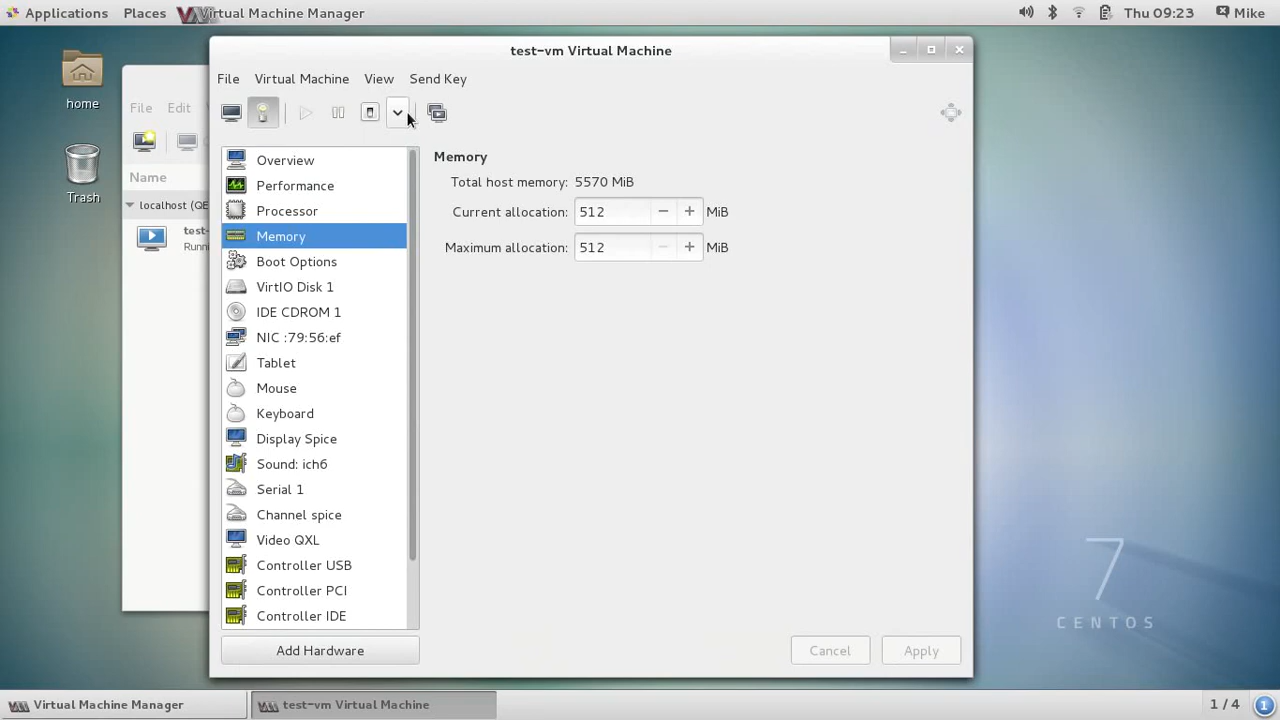 Applications Places Virtual Machine Manager Thu 09:23 Mike
home
Trash
File Edit
Name
localhost (QE
test-
Runni
test-vm Virtual Machine
File Virtual Machine View Send Key
Overview
Performance
Processor
Memory
Boot Options
VirtIO Disk 1
IDE CDROM 1
NIC :79:56:ef
Tablet
Mouse
Keyboard
Display Spice
Sound: ich6
Serial 1
Channel spice
Video QXL
Controller USB
Controller PCI
Controller IDE
Add Hardware
Memory
Total host memory: 5570 MiB
Current allocation: 512 MiB
Maximum allocation: 512 MiB
Cancel Apply
7
CENTOS
Virtual Machine Manager test-vm Virtual Machine 1 / 4 1